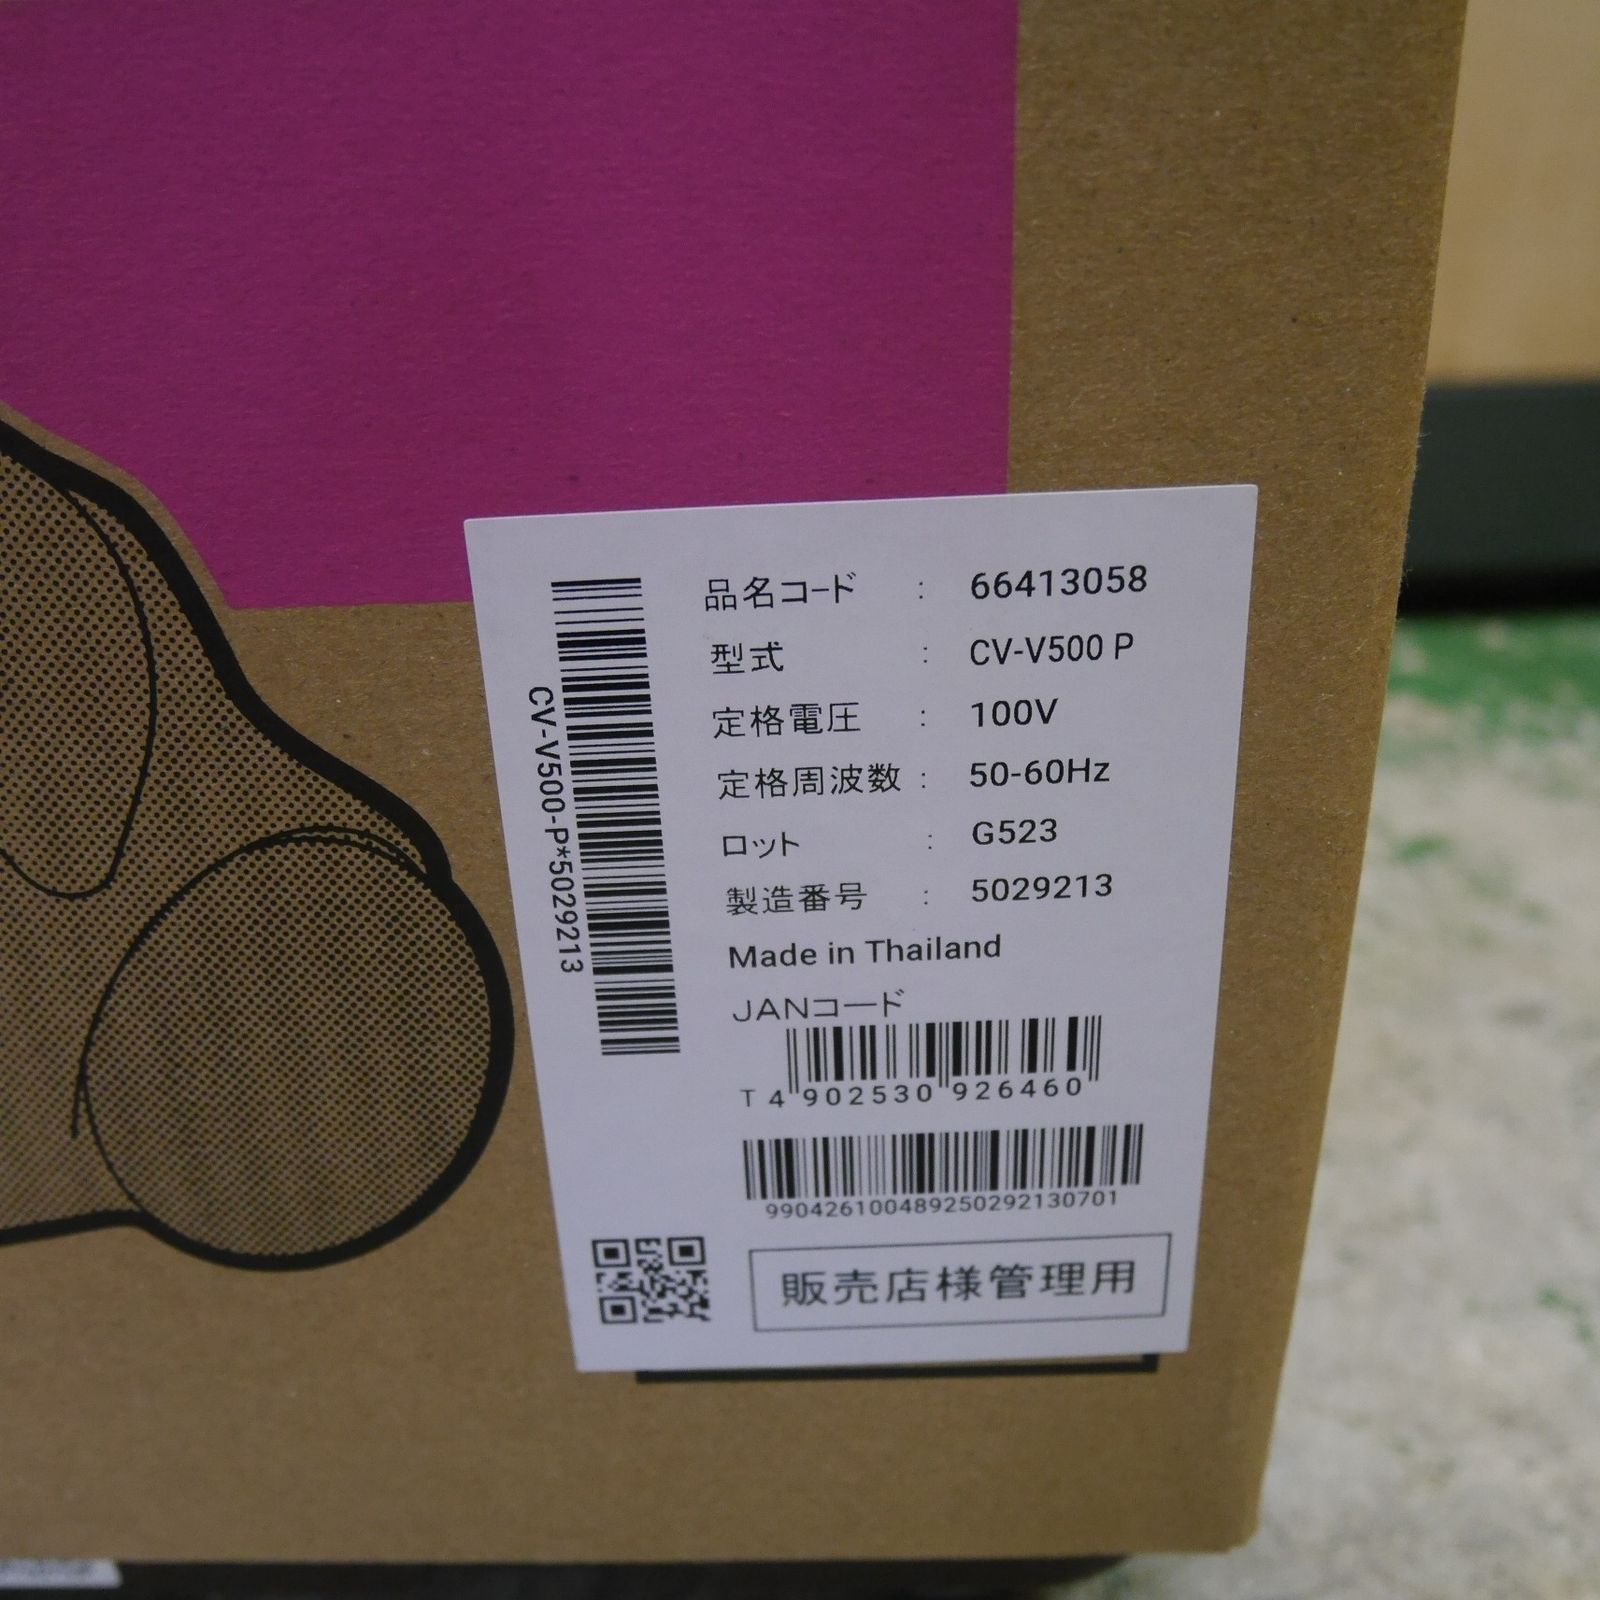 品名コード : 66413058
型式 : CV-V500 P
定格電圧 : 100V
定格周波数 : 50-60Hz
ロット : G523
製造番号 : 5029213
Made in Thailand
JANコード
T 4 902530 926460
99042610048925029213​0701
販売店様管理用
CV-V500-P*5029213